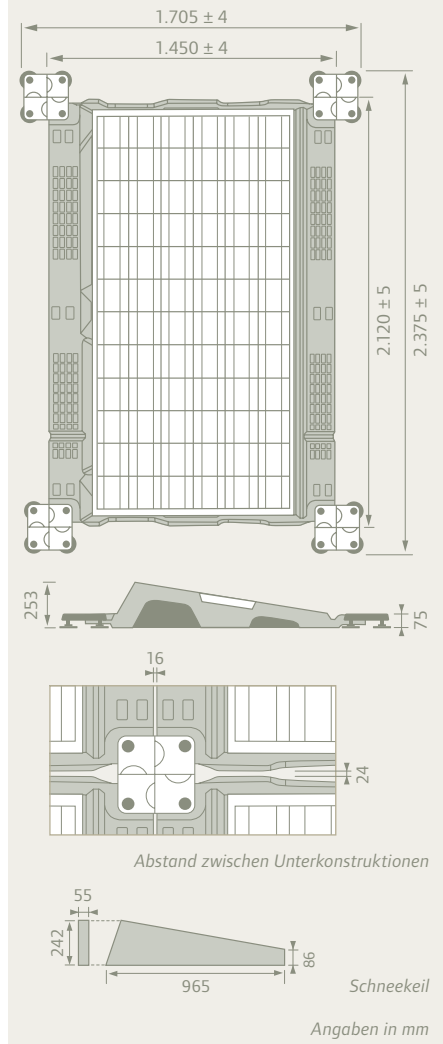 1.705 ± 4
1.450 ± 4
2.120 ± 5
2.375 ± 5
253
75
16
24
Abstand zwischen Unterkonstruktionen
55
242
86
965
Schneekeil
Angaben in mm